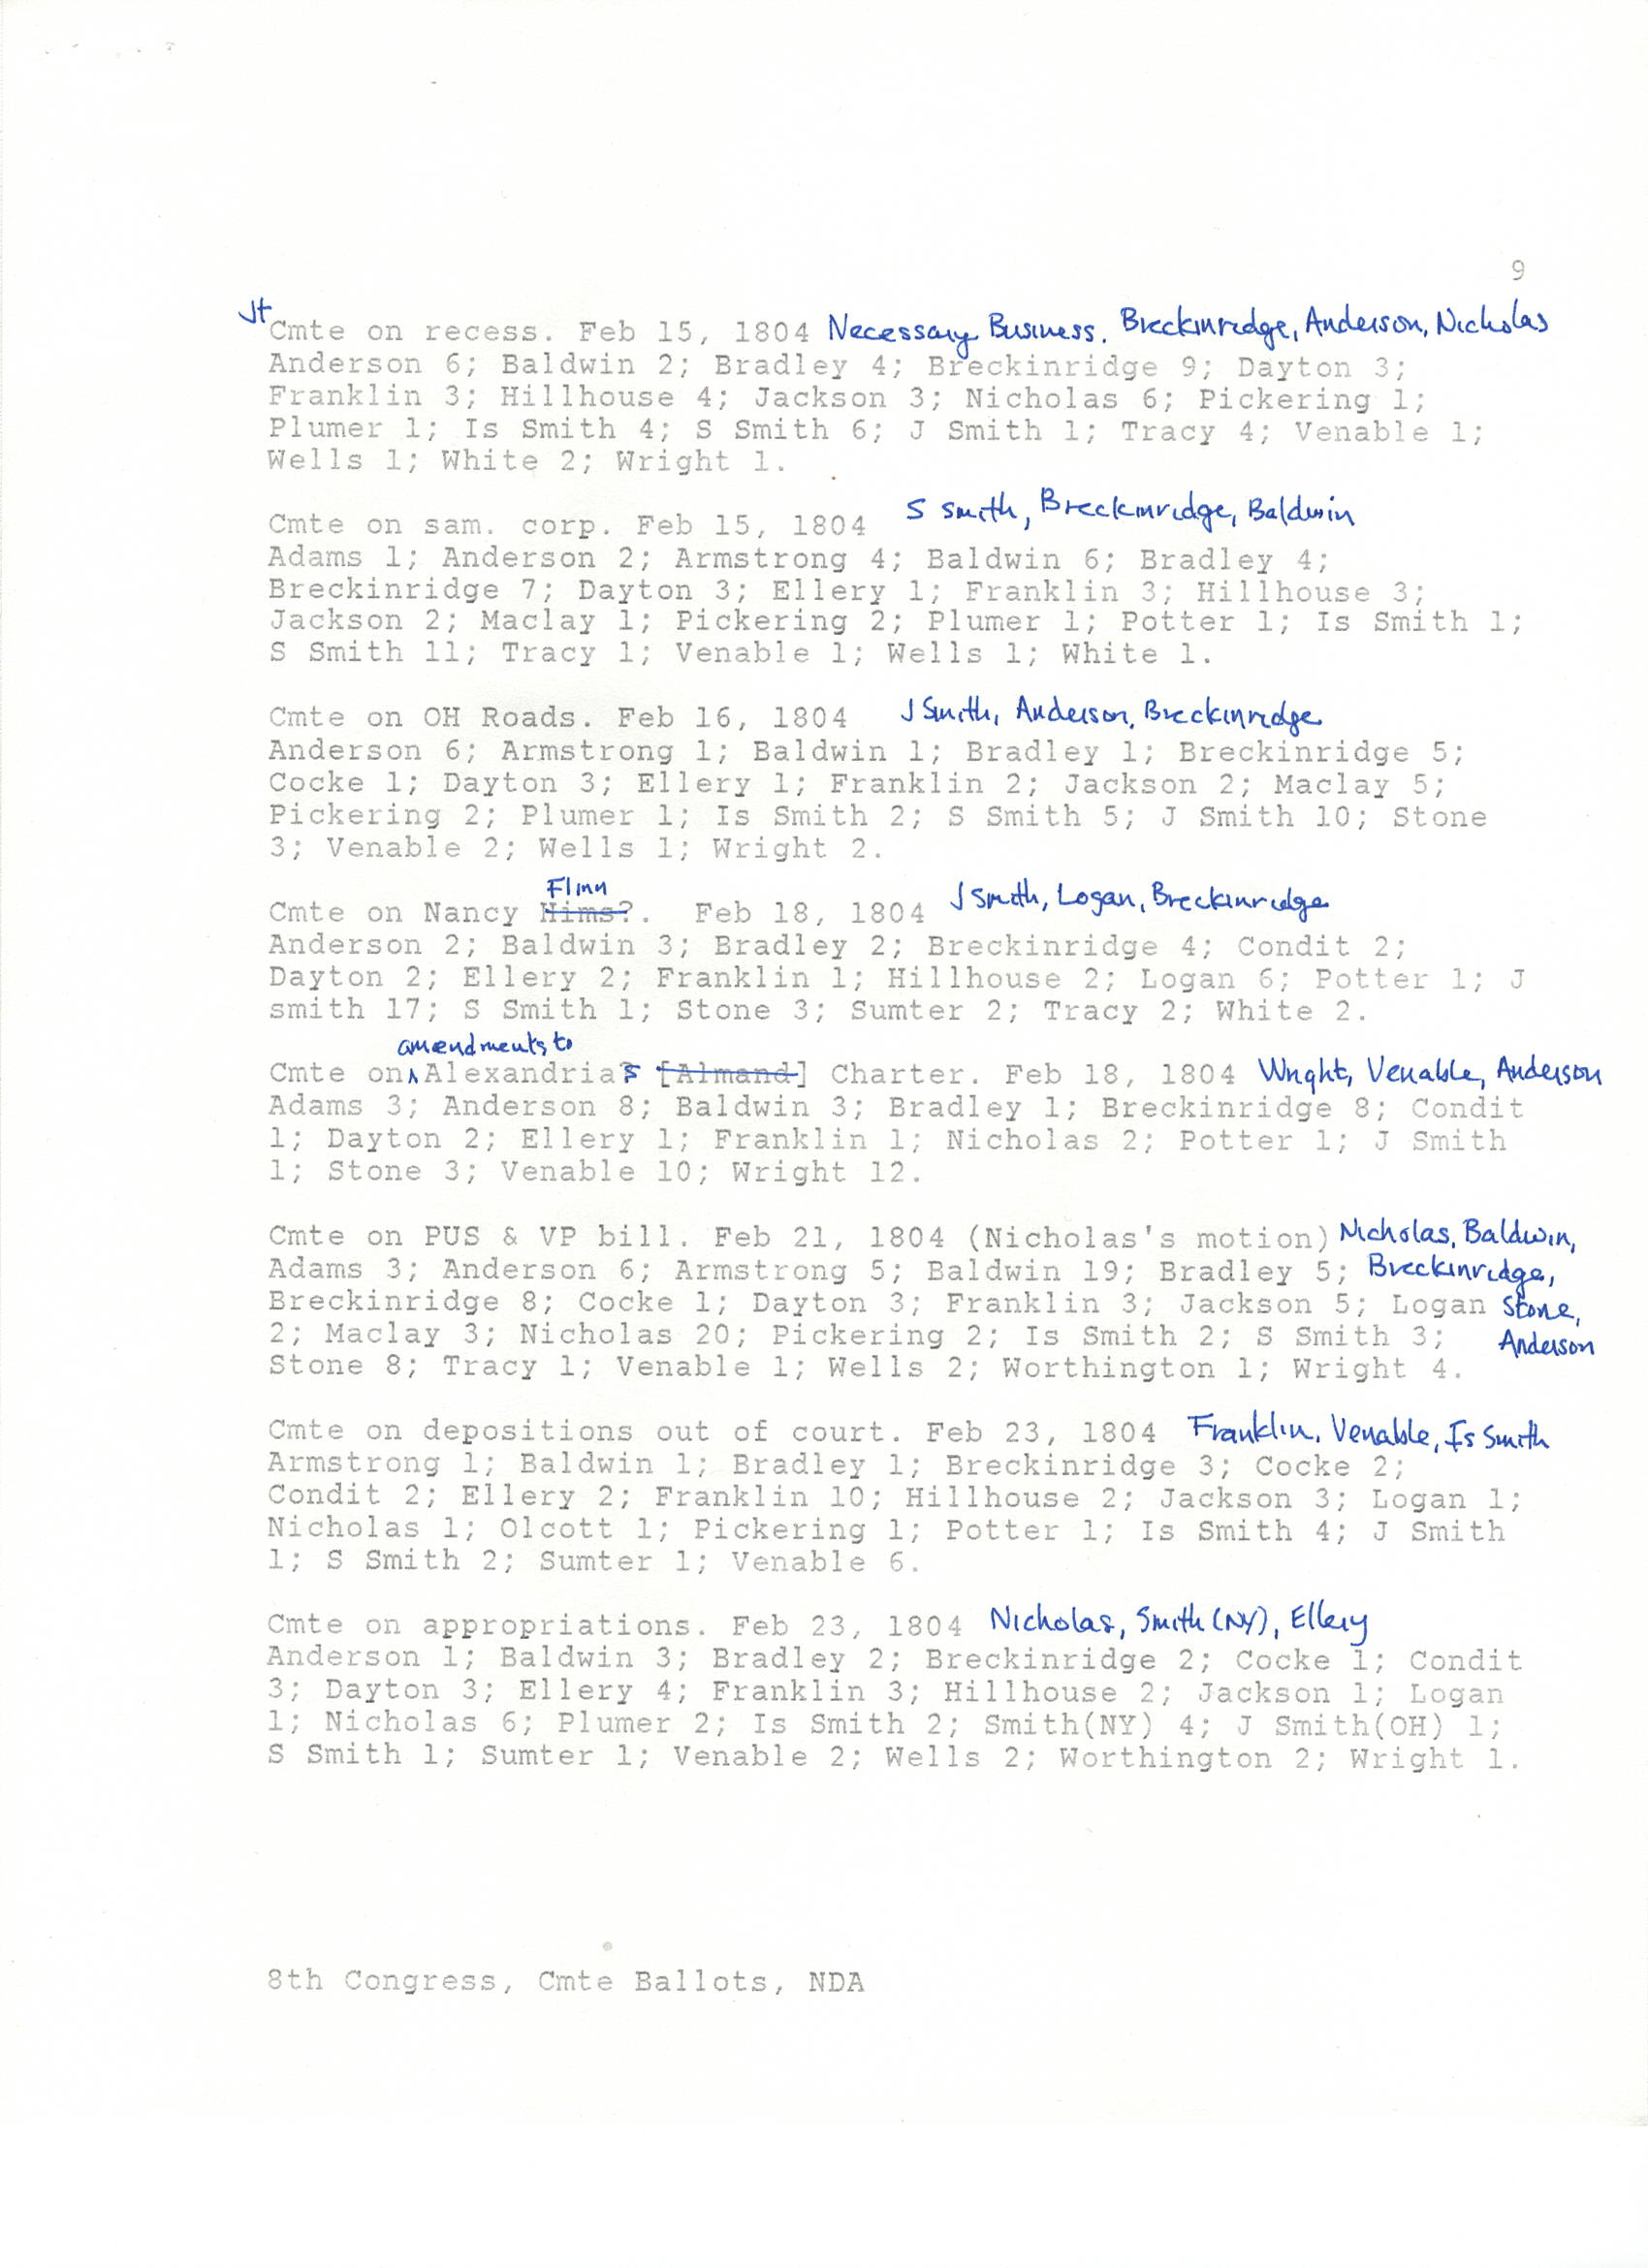 9
Jt Cmte on recess. Feb 15, 1804 Necessary Business. Breckinridge, Anderson, Nicholas
Anderson 6; Baldwin 2; Bradley 4; Breckinridge 9; Dayton 3;
Franklin 3; Hillhouse 4; Jackson 3; Nicholas 6; Pickering 1;
Plumer 1; Is Smith 4; S Smith 6; J Smith 1; Tracy 4; Venable 1;
Wells 1; White 2; Wright 1.
Cmte on sam. corp. Feb 15, 1804 S Smith, Breckinridge, Baldwin
Adams 1; Anderson 2; Armstrong 4; Baldwin 6; Bradley 4;
Breckinridge 7; Dayton 3; Ellery 1; Franklin 3; Hillhouse 3;
Jackson 2; Maclay 1; Pickering 2; Plumer 1; Potter 1; Is Smith 1;
S Smith 11; Tracy 1; Venable 1; Wells 1; White 1.
Cmte on OH Roads. Feb 16, 1804 J Smith, Anderson, Breckinridge
Anderson 6; Armstrong 1; Baldwin 1; Bradley 1; Breckinridge 5;
Cocke 1; Dayton 3; Ellery 1; Franklin 2; Jackson 2; Maclay 5;
Pickering 2; Plumer 1; Is Smith 2; S Smith 5; J Smith 10; Stone
3; Venable 2; Wells 1; Wright 2.
Flinn
Cmte on Nancy Hims?. Feb 18, 1804 J Smith, Logan, Breckinridge
Anderson 2; Baldwin 3; Bradley 2; Breckinridge 4; Condit 2;
Dayton 2; Ellery 2; Franklin 1; Hillhouse 2; Logan 6; Potter 1; J
smith 17; S Smith 1; Stone 3; Sumter 2; Tracy 2; White 2.
amendments to
Cmte on Alexandria's [Almand] Charter. Feb 18, 1804 Wright, Venable, Anderson
Adams 3; Anderson 8; Baldwin 3; Bradley 1; Breckinridge 8; Condit
1; Dayton 2; Ellery 1; Franklin 1; Nicholas 2; Potter 1; J Smith
1; Stone 3; Venable 10; Wright 12.
Cmte on PUS & VP bill. Feb 21, 1804 (Nicholas's motion) Nicholas, Baldwin,
Adams 3; Anderson 6; Armstrong 5; Baldwin 19; Bradley 5; Breckinridge,
Breckinridge 8; Cocke 1; Dayton 3; Franklin 3; Jackson 5; Logan Stone,
2; Maclay 3; Nicholas 20; Pickering 2; Is Smith 2; S Smith 3; Anderson
Stone 8; Tracy 1; Venable 1; Wells 2; Worthington 1; Wright 4.
Cmte on depositions out of court. Feb 23, 1804 Franklin, Venable, Is Smith
Armstrong 1; Baldwin 1; Bradley 1; Breckinridge 3; Cocke 2;
Condit 2; Ellery 2; Franklin 10; Hillhouse 2; Jackson 3; Logan 1;
Nicholas 1; Olcott 1; Pickering 1; Potter 1; Is Smith 4; J Smith
1; S Smith 2; Sumter 1; Venable 6.
Cmte on appropriations. Feb 23, 1804 Nicholas, Smith (NY), Ellery
Anderson 1; Baldwin 3; Bradley 2; Breckinridge 2; Cocke 1; Condit
3; Dayton 3; Ellery 4; Franklin 3; Hillhouse 2; Jackson 1; Logan
1; Nicholas 6; Plumer 2; Is Smith 2; Smith(NY) 4; J Smith(OH) 1;
S Smith 1; Sumter 1; Venable 2; Wells 2; Worthington 2; Wright 1.
8th Congress, Cmte Ballots, NDA